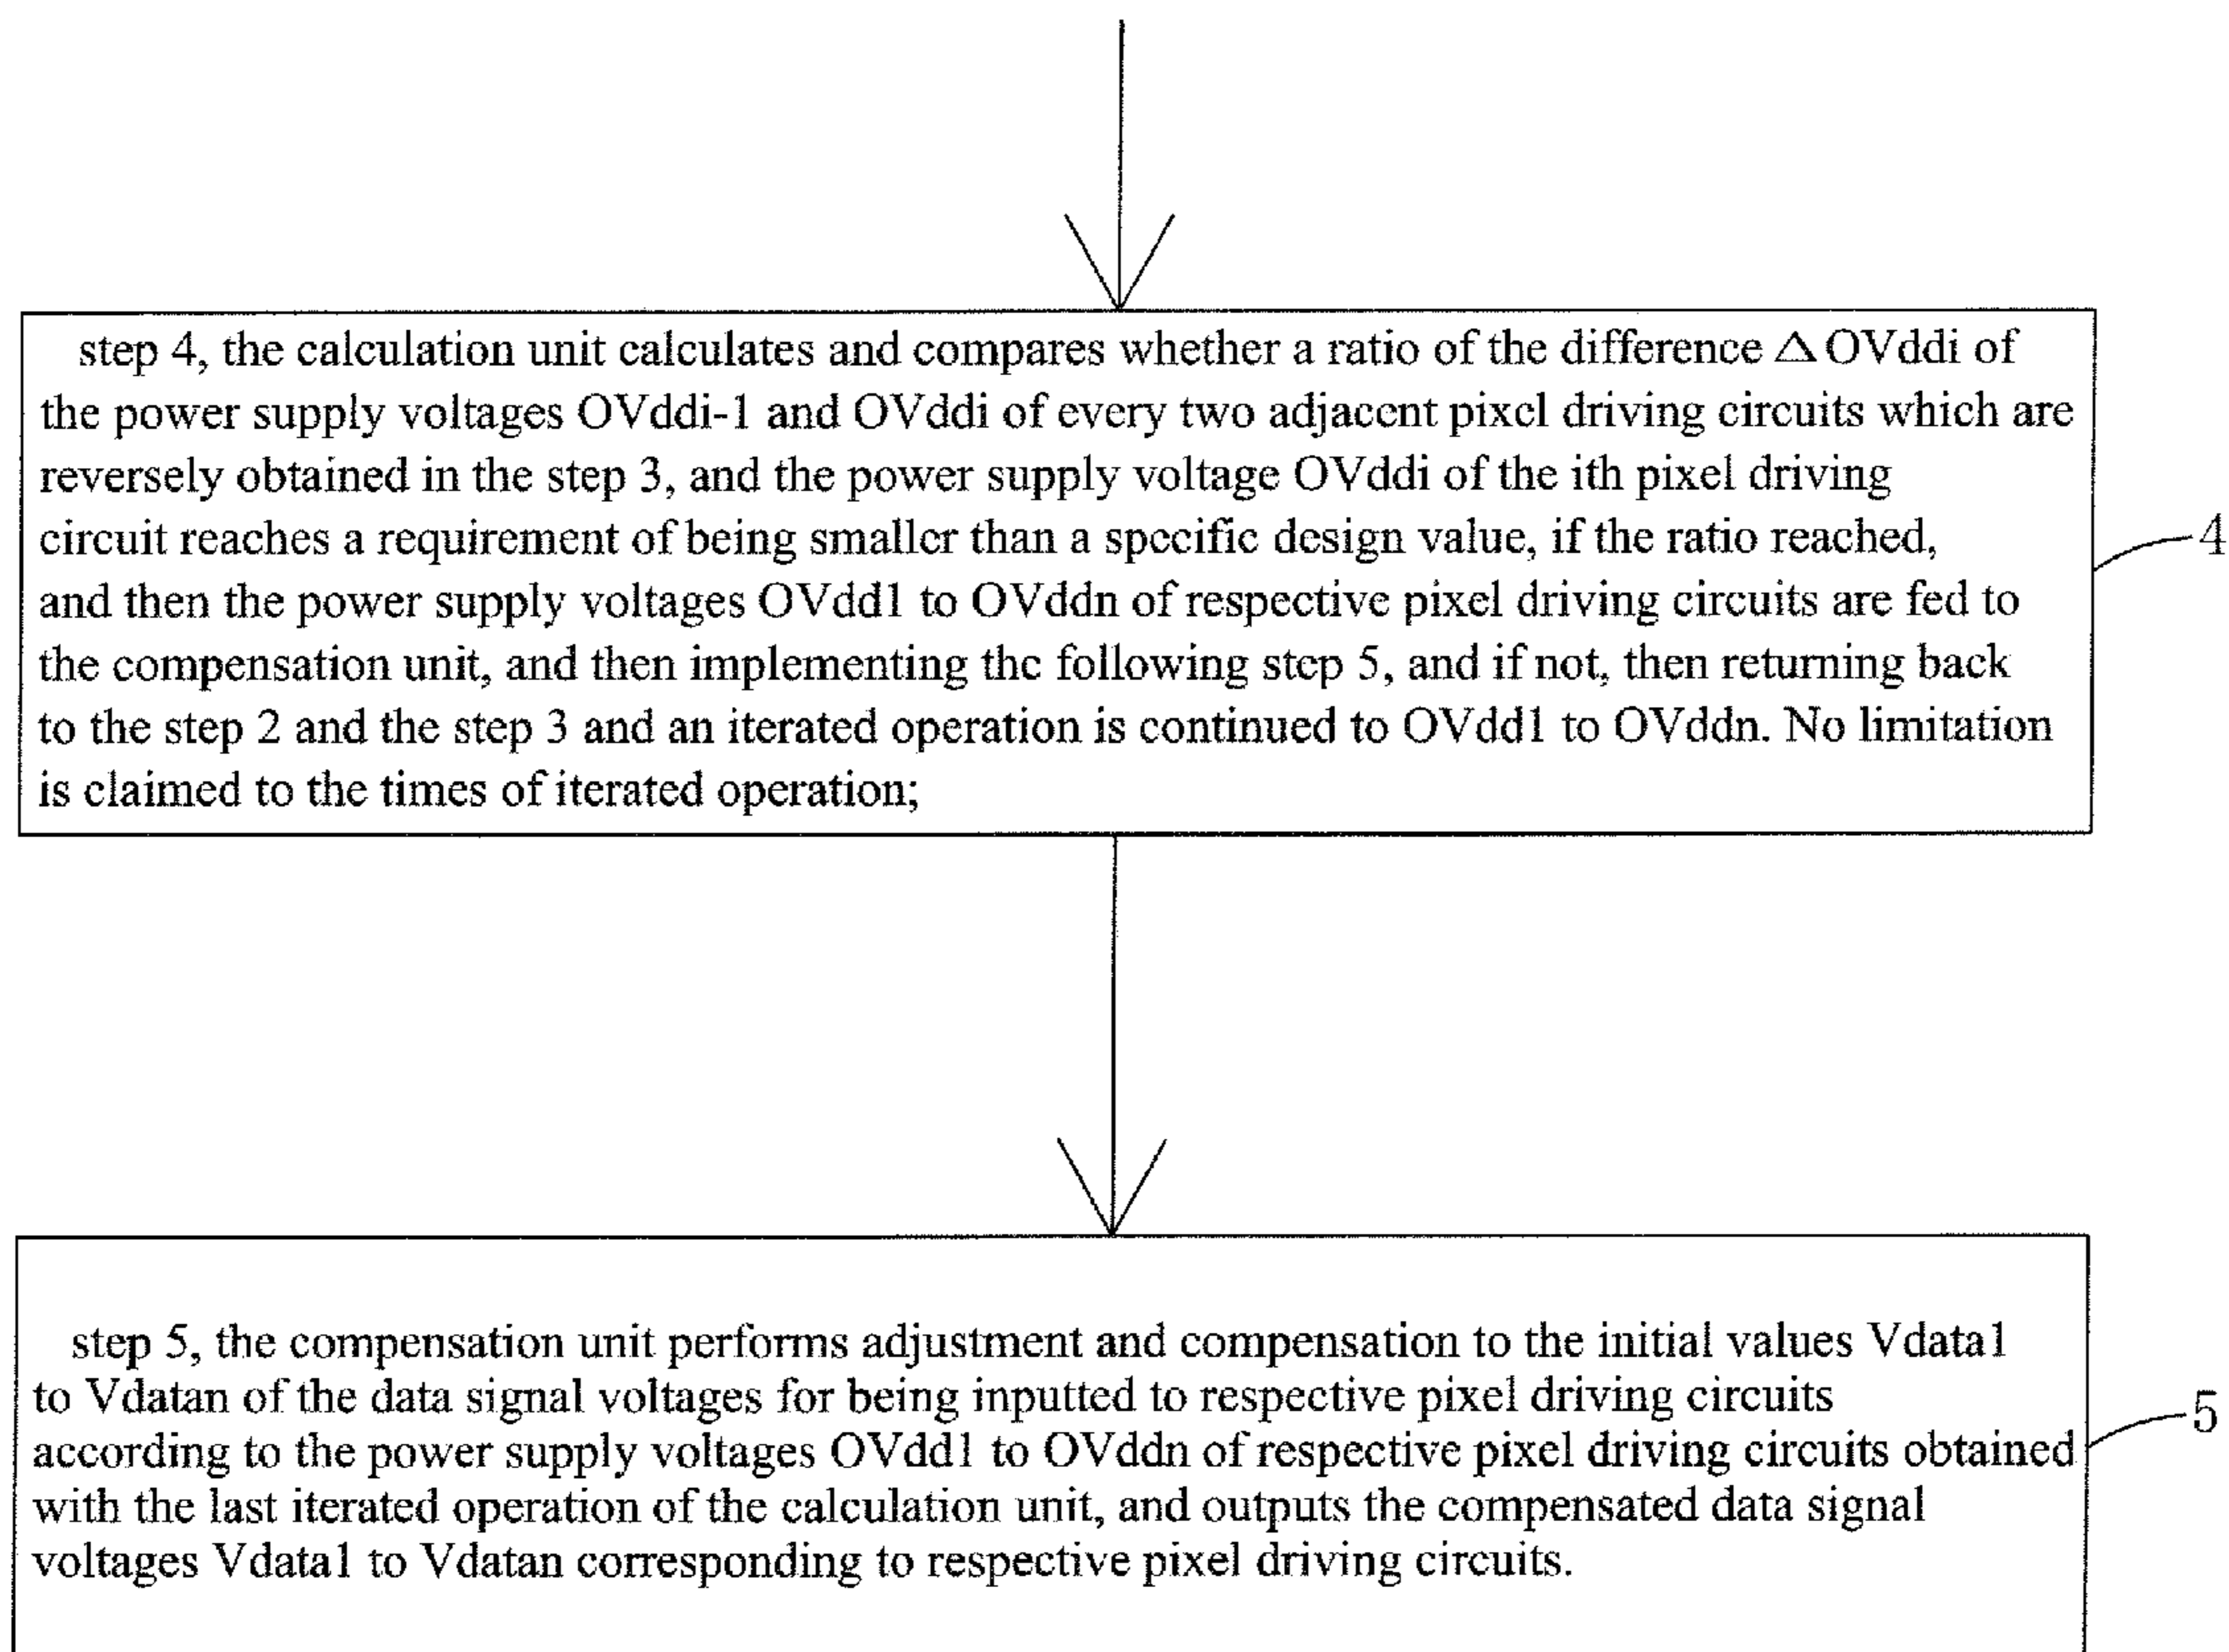 step 4, the calculation unit calculates and compares whether a ratio of the difference △OVddi of
the power supply voltages OVddi-1 and OVddi of every two adjacent pixel driving circuits which are
reversely obtained in the step 3, and the power supply voltage OVddi of the ith pixel driving
circuit reaches a requirement of being smaller than a specific design value, if the ratio reached,
and then the power supply voltages OVdd1 to OVddn of respective pixel driving circuits are fed to
the compensation unit, and then implementing the following step 5, and if not, then returning back
to the step 2 and the step 3 and an iterated operation is continued to OVdd1 to OVddn. No limitation
is claimed to the times of iterated operation;
4
step 5, the compensation unit performs adjustment and compensation to the initial values Vdata1
to Vdatan of the data signal voltages for being inputted to respective pixel driving circuits
according to the power supply voltages OVdd1 to OVddn of respective pixel driving circuits obtained
with the last iterated operation of the calculation unit, and outputs the compensated data signal
voltages Vdata1 to Vdatan corresponding to respective pixel driving circuits.
5